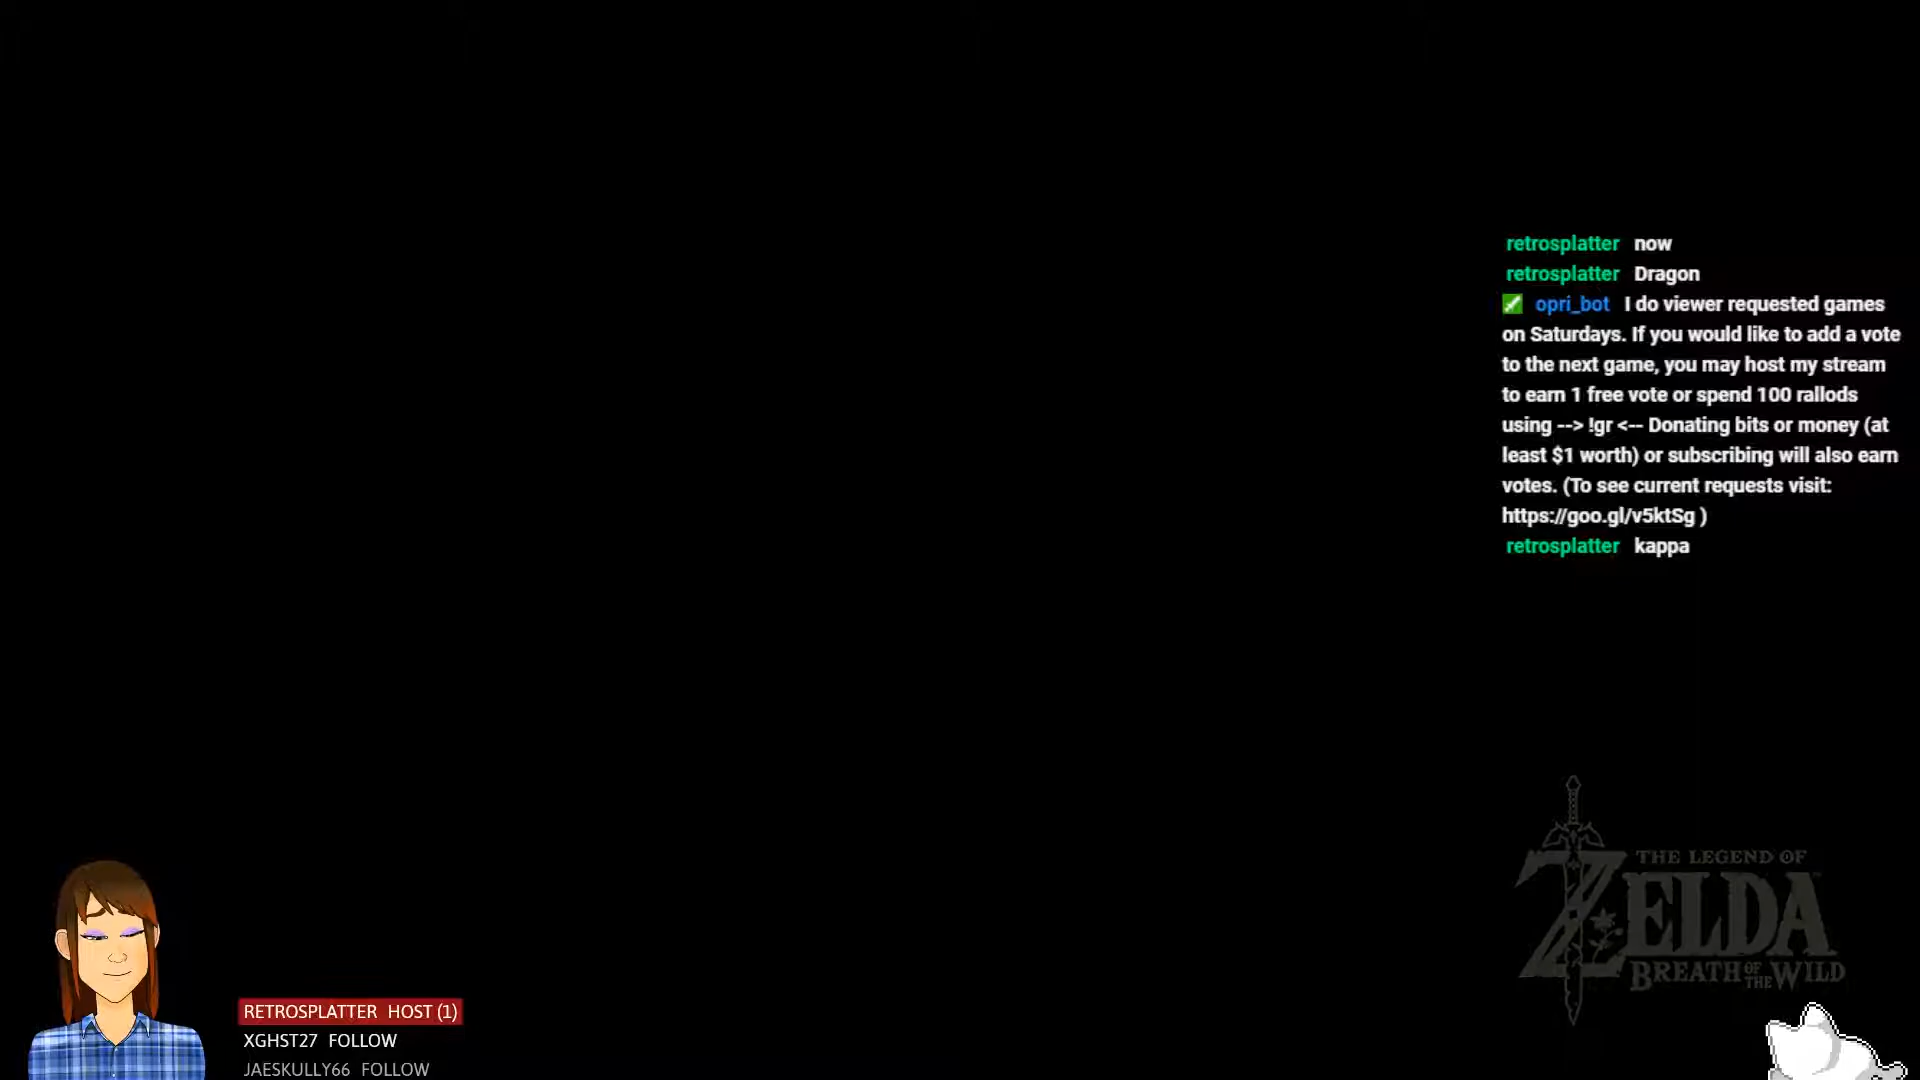 retrosplatter now
retrosplatter Dragon
opri_bot I do viewer requested games
on Saturdays. If you would like to add a vote
to the next game, you may host my stream
to earn 1 free vote or spend 100 rallods
using --> !gr <-- Donating bits or money (at
least $1 worth) or subscribing will also earn
votes. (To see current requests visit:
https://goo.gl/v5ktSg )
retrosplatter kappa
THE LEGEND OF
ZELDA
BREATH OF THE WILD
RETROSPLATTER HOST (1)
XGHST27 FOLLOW
JAESKULLY66 FOLLOW